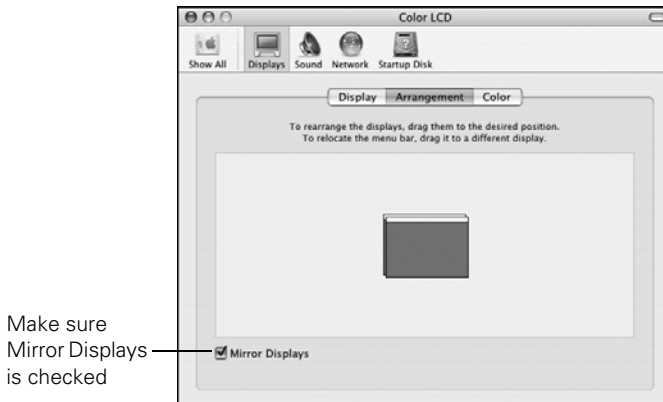 Color LCD
Show All Displays Sound Network Startup Disk
Display Arrangement Color
To rearrange the displays, drag them to the desired position.
To relocate the menu bar, drag it to a different display.
Make sure
Mirror Displays
is checked
Mirror Displays